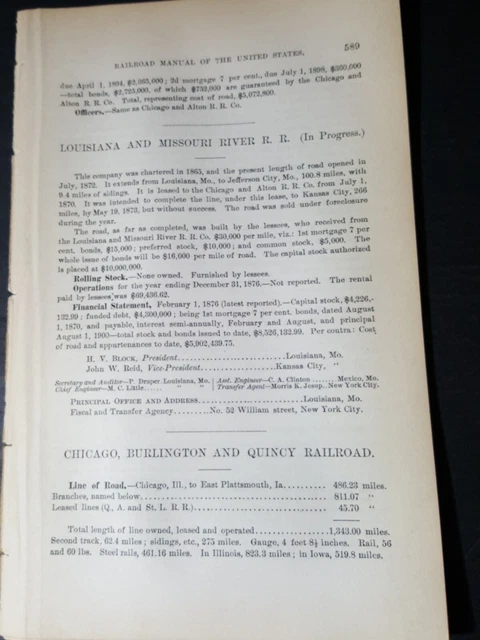 RAILROAD MANUAL OF THE UNITED STATES. 589
due April 1, 1894, $2,063,000; 2d mortgage 7 per cent., due July 1, 1898, $360,000
—total bonds, $2,723,000, of which $739,000 are guaranteed by the Chicago and
Alton R. R. Co. Total, representing cost of road, $5,072,800.
Officers.—Same as Chicago and Alton R. R. Co.
LOUISIANA AND MISSOURI RIVER R. R. (In Progress.)
This company was chartered in 1865, and the present length of road opened in
July, 1872. It extends from Louisiana, Mo., to Jefferson City, Mo., 100.8 miles, with
9.4 miles of sidings. It is leased to the Chicago and Alton R. R. Co. from July 1,
1870. It was intended to complete the line, under this lease, to Kansas City, 266
miles, by May 19, 1873, but without success. The road was sold under foreclosure
during the year.
The road, as far as completed, was built by the lessees, who received from
the Louisiana and Missouri River R. R. Co. $30,000 per mile, viz.: 1st mortgage 7 per
cent. bonds, $15,000; preferred stock, $10,000; and common stock, $5,000. The
whole issue of bonds will be $16,000 per mile of road. The capital stock authorized
is placed at $10,000,000.
Rolling Stock.—None owned. Furnished by lessees.
Operations for the year ending December 31, 1876,—Not reported. The rental
paid by lessees was $69,436.62.
Financial Statement, February 1, 1876 (latest reported).—Capital stock, $4,226,-
132.99; funded debt, $4,300,000; being 1st mortgage 7 per cent. bonds, dated August
1, 1870, and payable, interest semi-annually, February and August, and principal
August 1, 1900—total stock and bonds issued to date, $8,526,132.99. Per contra: Cost
of road and appurtenances to date, $5,902,439.75.
H. V. BLOCK, President..............................Louisiana, Mo.
John W. Reid, Vice-President....................Kansas City, "
Secretary and Auditor—P. Draper, Louisiana, Mo. | Asst. Engineer—C. A. Clinton........Mexico, Mo.
Chief Engineer—M. C. Little...... " | Transfer Agent—Morris K. Jesup..New York City.
PRINCIPAL OFFICE AND ADDRESS..............................Louisiana, Mo.
Fiscal and Transfer Agency..........No. 52 William street, New York City.
CHICAGO, BURLINGTON AND QUINCY RAILROAD.
Line of Road.—Chicago, Ill., to East Plattsmouth, Ia.......... 486.23 miles.
Branches, named below.................................... 811.07 "
Leased lines (Q., A. and St. L. R. R.)......................... 45.70 "
Total length of line owned, leased and operated.................1,343.00 miles.
Second track, 62.4 miles; sidings, etc., 275 miles. Gauge, 4 feet 8½ inches. Rail, 56
and 60 lbs. Steel rails, 461.16 miles. In Illinois, 823.3 miles; in Iowa, 519.8 miles.